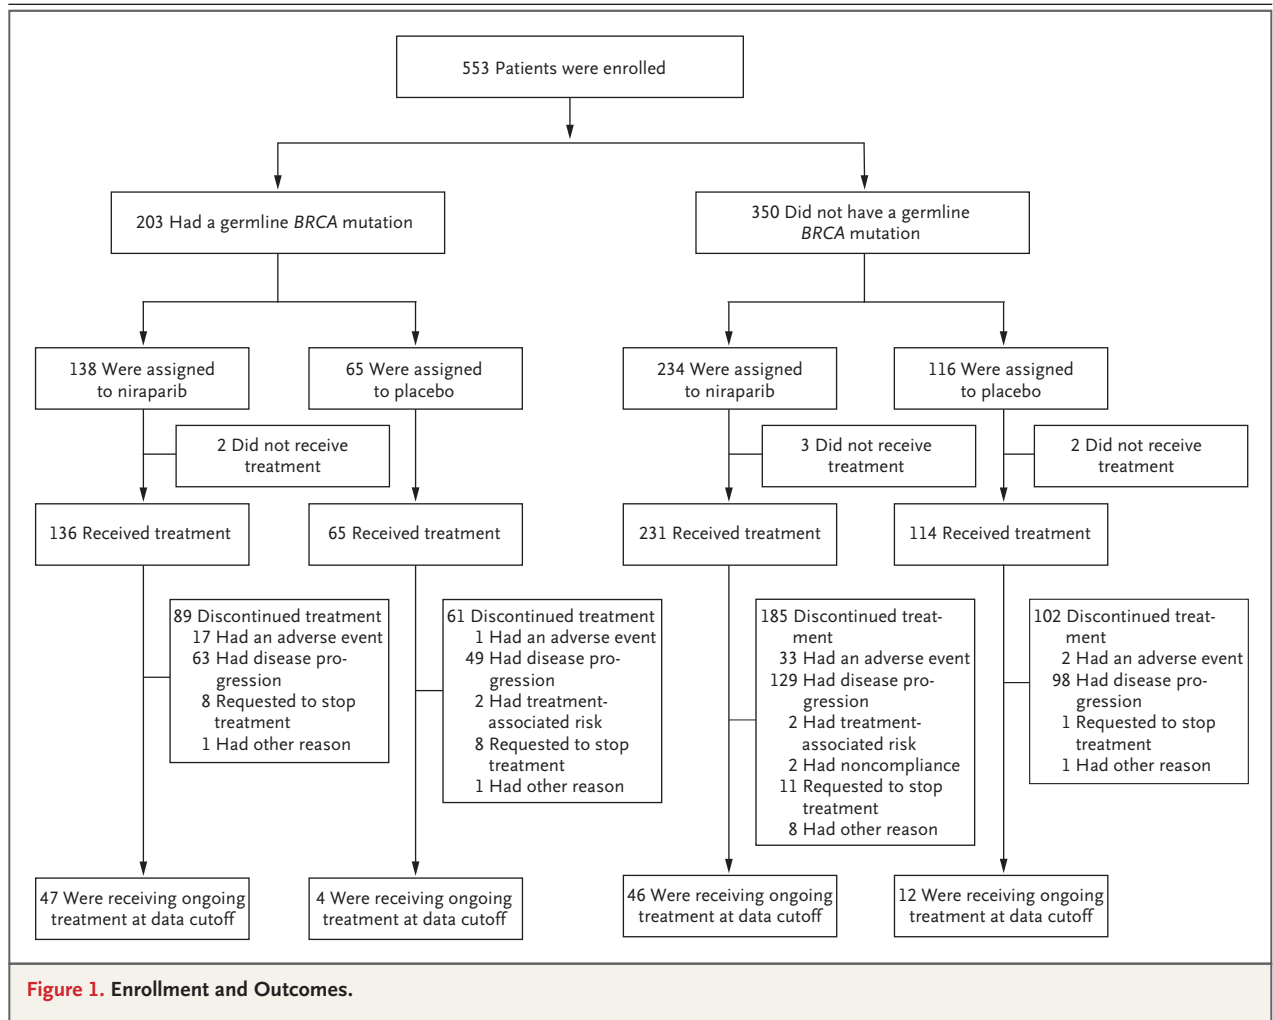 553 Patients were enrolled
203 Had a germline BRCA mutation
350 Did not have a germline
BRCA mutation
138 Were assigned
to niraparib
65 Were assigned
to placebo
234 Were assigned
to niraparib
116 Were assigned
to placebo
2 Did not receive
treatment
3 Did not receive
treatment
2 Did not receive
treatment
136 Received treatment
65 Received treatment
231 Received treatment
114 Received treatment
89 Discontinued treatment
17 Had an adverse event
63 Had disease pro-
gression
8 Requested to stop
treatment
1 Had other reason
61 Discontinued treatment
1 Had an adverse event
49 Had disease pro-
gression
2 Had treatment-
associated risk
8 Requested to stop
treatment
1 Had other reason
185 Discontinued treat-
ment
33 Had an adverse event
129 Had disease pro-
gression
2 Had treatment-
associated risk
2 Had noncompliance
11 Requested to stop
treatment
8 Had other reason
102 Discontinued treat-
ment
2 Had an adverse event
98 Had disease pro-
gression
1 Requested to stop
treatment
1 Had other reason
47 Were receiving ongoing
treatment at data cutoff
4 Were receiving ongoing
treatment at data cutoff
46 Were receiving ongoing
treatment at data cutoff
12 Were receiving ongoing
treatment at data cutoff
Figure 1. Enrollment and Outcomes.